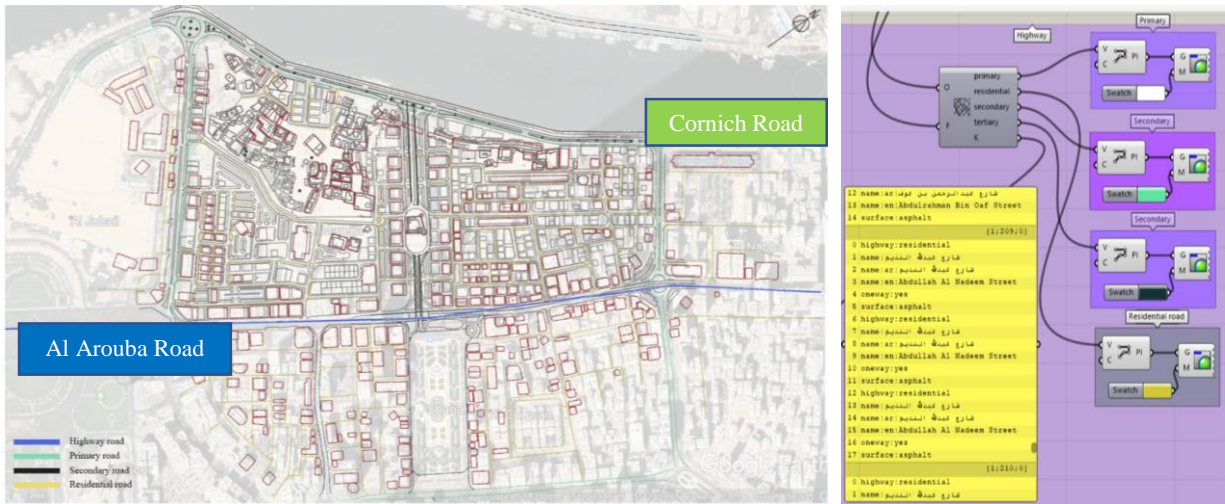 N
Cornich Road
Al Jubail
Al Arouba Road
Highway road
Primary road
Secondary road
Residential road
Google
Highway
primary
residential
secondary
tertiary
K
O
F
Primary
V
C
Pl
G
M
Swatch
Secondary
V
C
Pl
G
M
Swatch
Secondary
V
C
Pl
G
M
Swatch
Residential road
V
C
Pl
G
M
Swatch
12 name:ar:شارع عبدالرحمن بن عوف
13 name:en:Abdulrahman Bin Oaf Street
14 surface:asphalt
{1;209;0}
0 highway:residential
1 name:شارع عبدالله النديم
2 name:ar:شارع عبدالله النديم
3 name:en:Abdullah Al Nadeem Street
4 oneway:yes
5 surface:asphalt
6 highway:residential
7 name:شارع عبدالله النديم
8 name:ar:شارع عبدالله النديم
9 name:en:Abdullah Al Nadeem Street
10 oneway:yes
11 surface:asphalt
12 highway:residential
13 name:شارع عبدالله النديم
14 name:ar:شارع عبدالله النديم
15 name:en:Abdullah Al Nadeem Street
16 oneway:yes
17 surface:asphalt
{1;210;0}
0 highway:residential
1 name:شارع عبدالله النديم